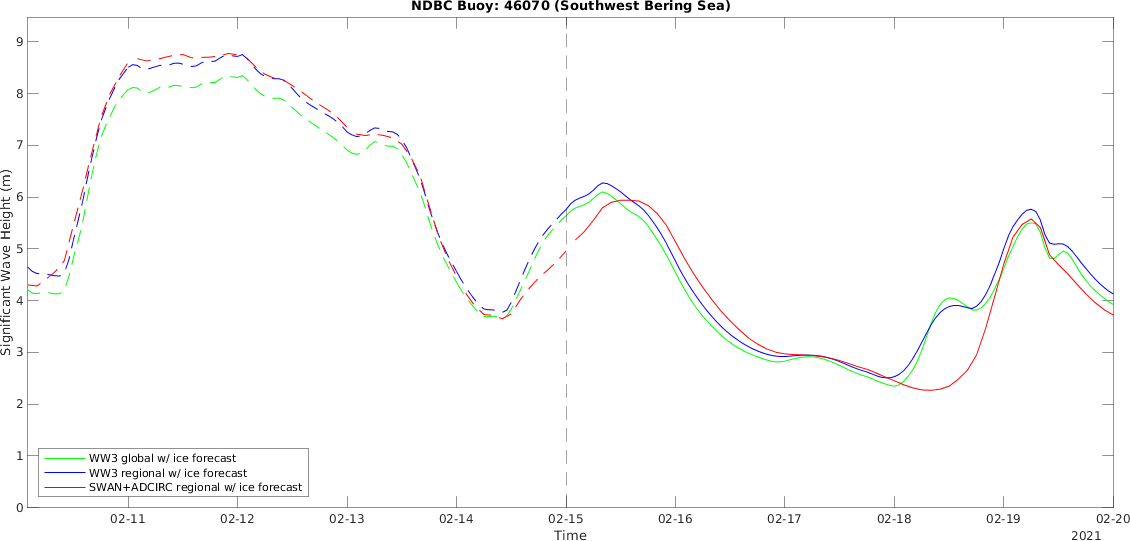 NDBC Buoy: 46070 (Southwest Bering Sea)
Significant Wave Height (m)
9
8
7
6
5
4
3
2
1
0
WW3 global w/ ice forecast
WW3 regional w/ ice forecast
SWAN+ADCIRC regional w/ ice forecast
02-11 02-12 02-13 02-14 02-15 02-16 02-17 02-18 02-19 02-20
Time
2021